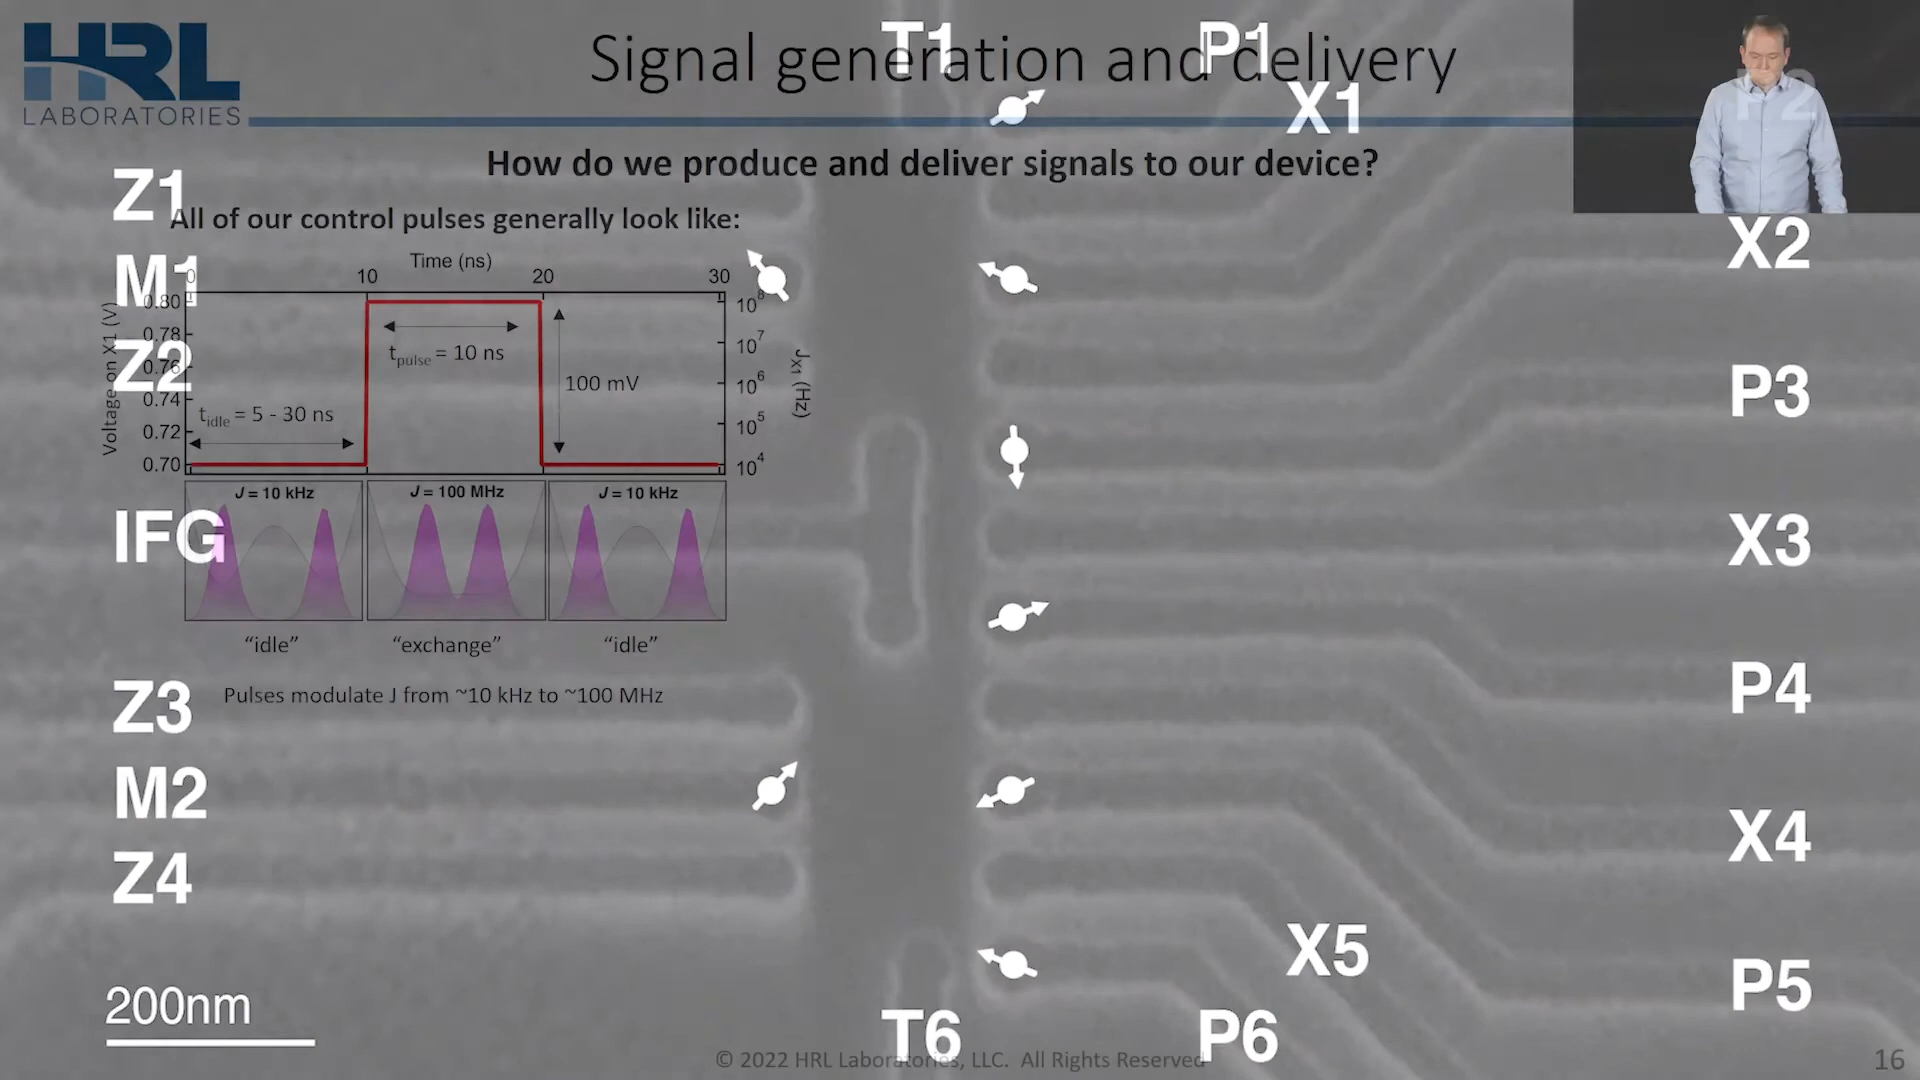 HRL
LABORATORIES
Signal generation and delivery
T1
P1
X1
P2
How do we produce and deliver signals to our device?
Z1
All of our control pulses generally look like:
X2
M1
Time (ns)
0 10 20 30
Voltage on X1 (V)
0.80
0.78
0.76
0.74
0.72
0.70
10^8
10^7
10^6
10^5
10^4
J_X1 (Hz)
t_pulse = 10 ns
100 mV
t_idle = 5 - 30 ns
Z2
P3
J = 10 kHz
J = 100 MHz
J = 10 kHz
IFG
X3
“idle”
“exchange”
“idle”
Pulses modulate J from ~10 kHz to ~100 MHz
Z3
P4
M2
X4
Z4
X5
P5
200nm
T6
P6
© 2022 HRL Laboratories, LLC. All Rights Reserved
16